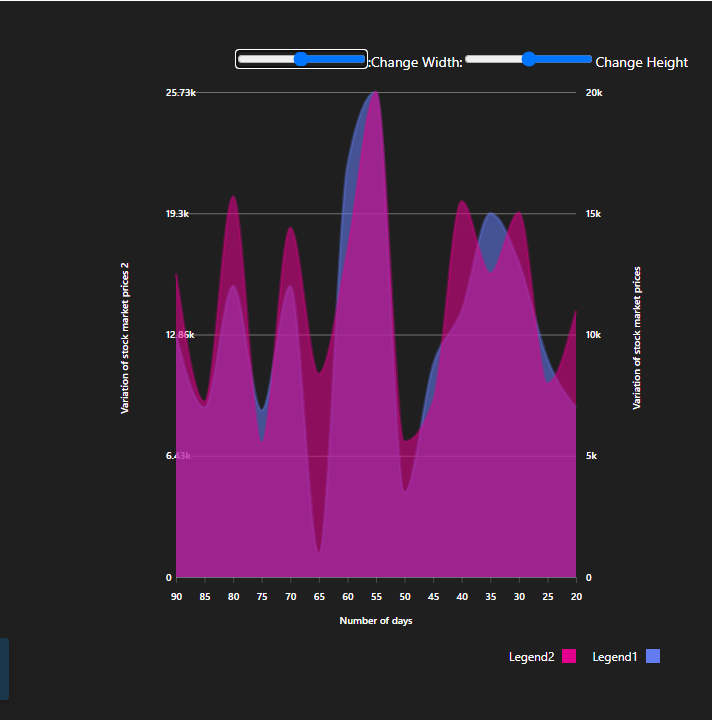 :Change Width: Change Height
25.73k
20k
19.3k
15k
12.86k
10k
6.43k
5k
0
0
Variation of stock market prices 2
Variation of stock market prices
90 85 80 75 70 65 60 55 50 45 40 35 30 25 20
Number of days
Legend2 Legend1